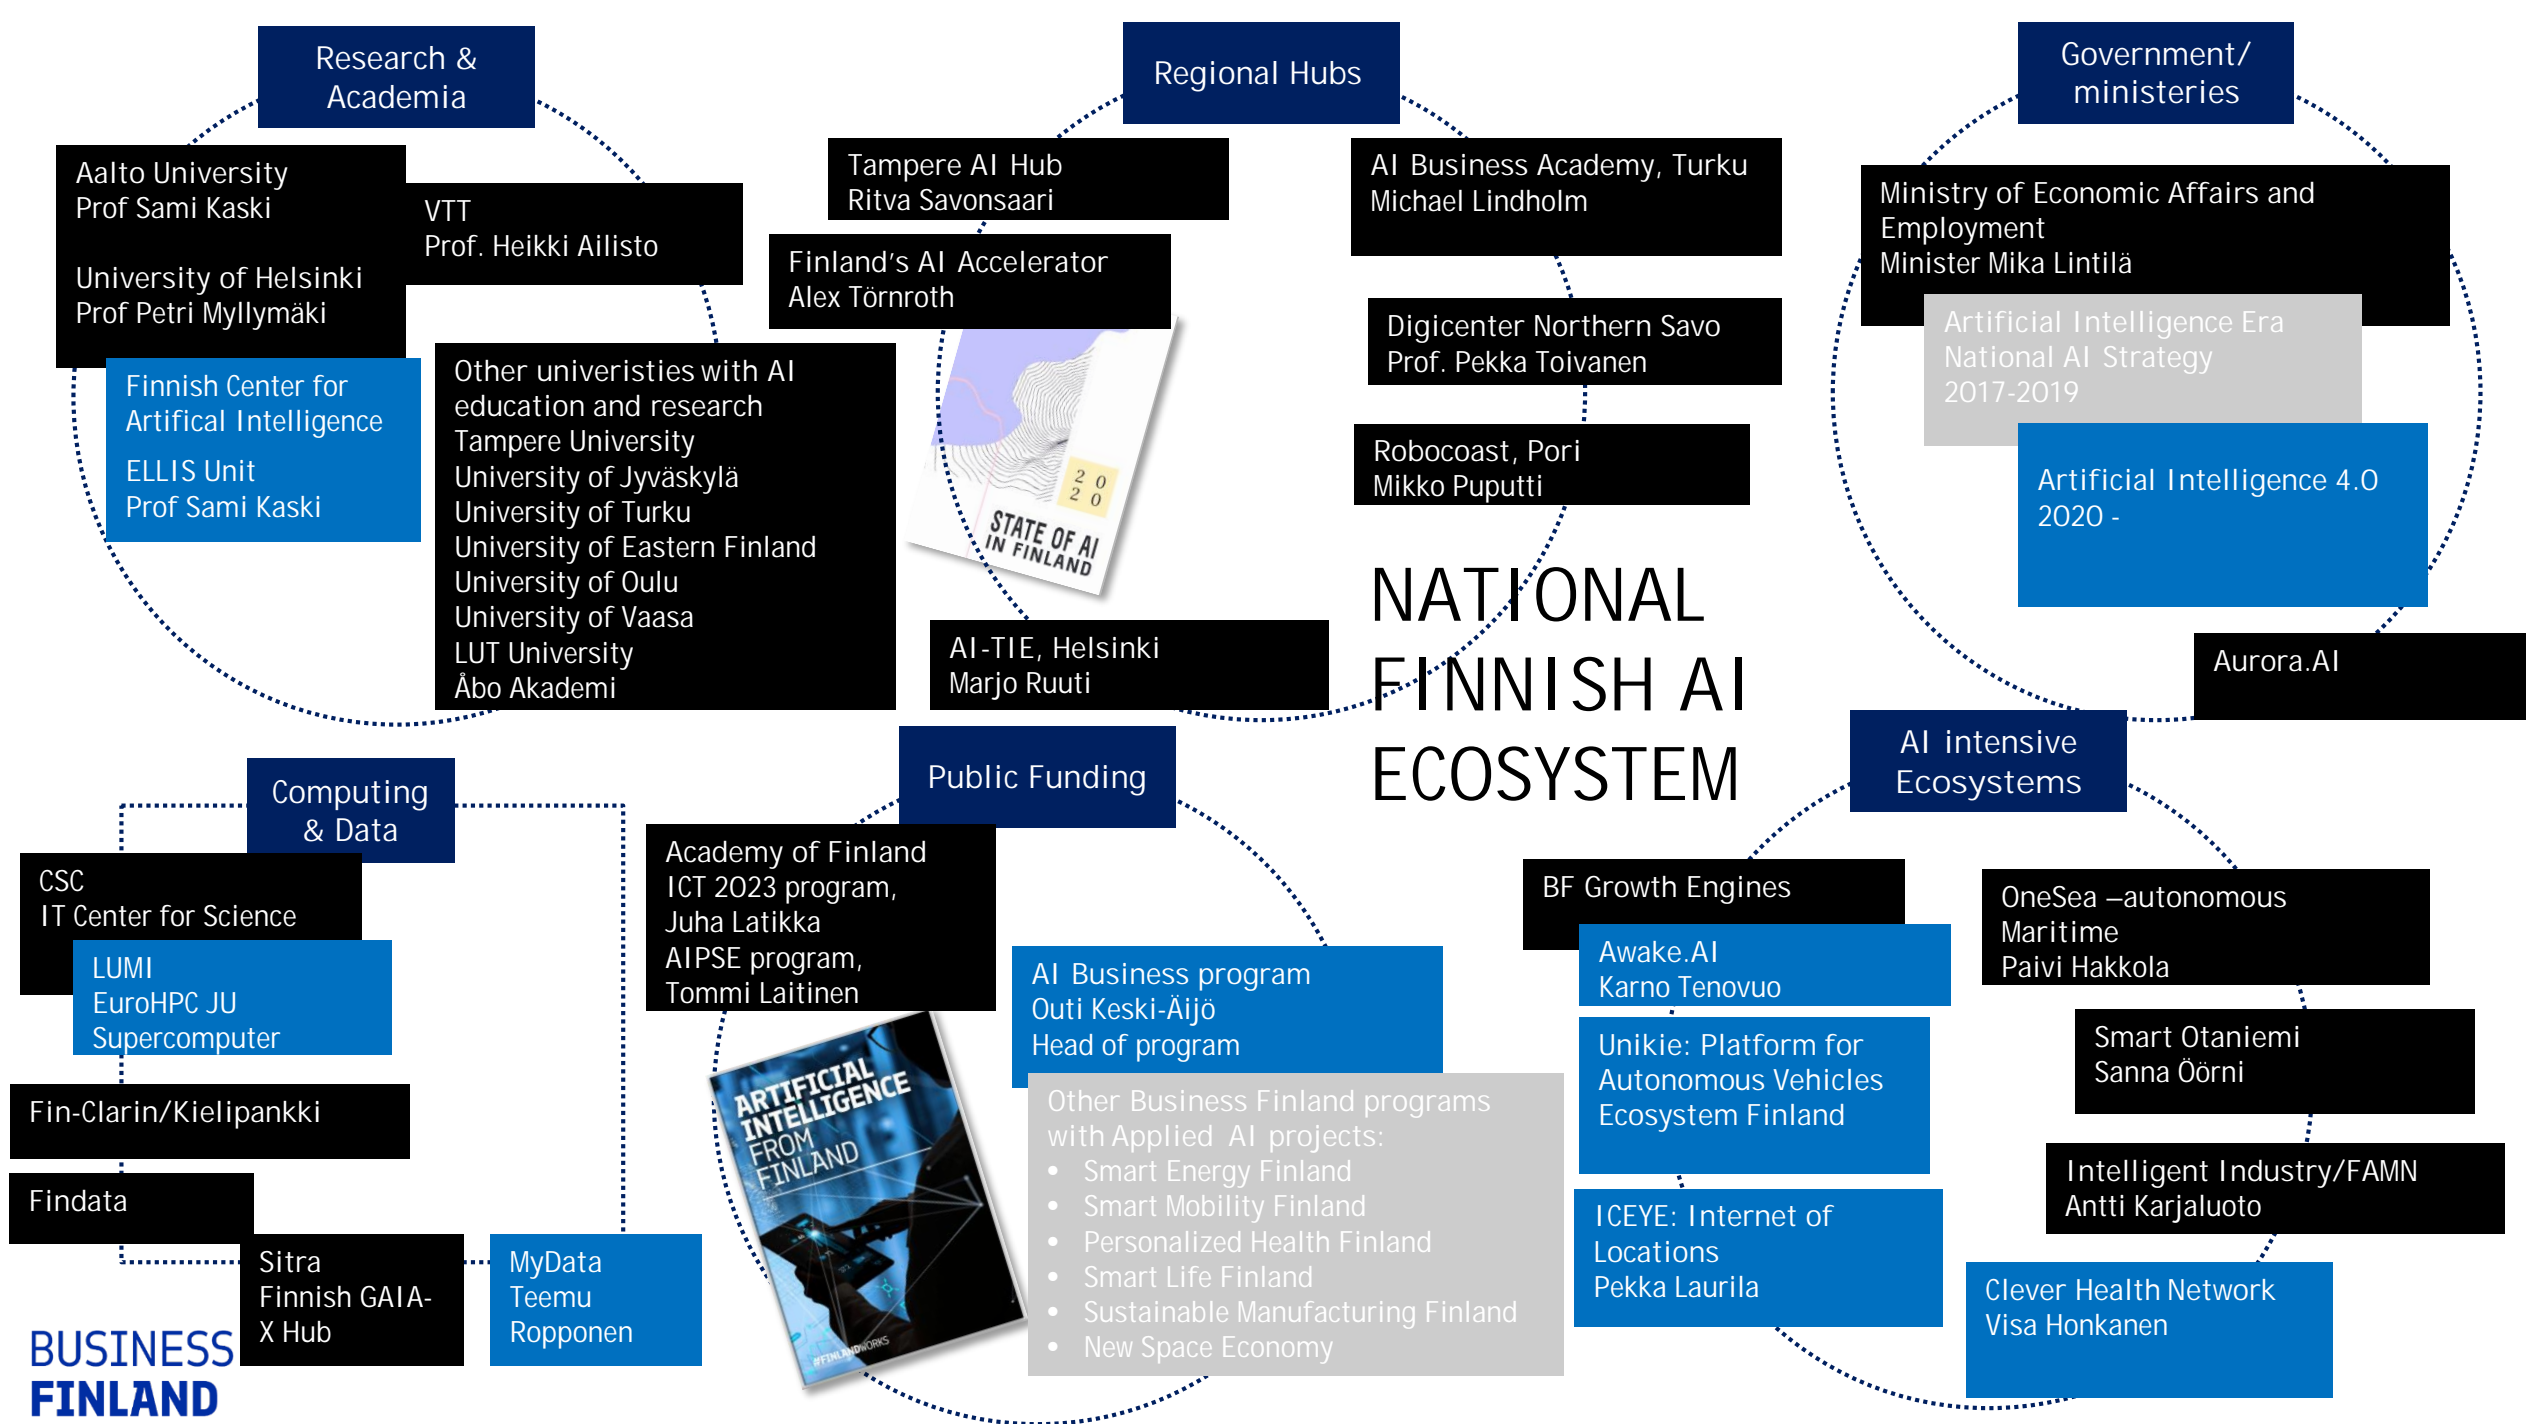 Research &
Academia
Aalto University
Prof Sami Kaski
University of Helsinki
Prof Petri Myllymäki
VTT
Prof. Heikki Ailisto
Finnish Center for
Artifical Intelligence
ELLIS Unit
Prof Sami Kaski
Other univeristies with AI
education and research
Tampere University
University of Jyväskylä
University of Turku
University of Eastern Finland
University of Oulu
University of Vaasa
LUT University
Åbo Akademi
Regional Hubs
Tampere AI Hub
Ritva Savonsaari
Finland's AI Accelerator
Alex Törnroth
2 0
2 0
STATE OF AI
IN FINLAND
AI-TIE, Helsinki
Marjo Ruuti
AI Business Academy, Turku
Michael Lindholm
Digicenter Northern Savo
Prof. Pekka Toivanen
Robocoast, Pori
Mikko Puputti
NATIONAL
FINNISH AI
ECOSYSTEM
Government/
ministeries
Ministry of Economic Affairs and
Employment
Minister Mika Lintilä
Artificial Intelligence Era
National AI Strategy
2017-2019
Artificial Intelligence 4.0
2020 -
Aurora.AI
Computing
& Data
CSC
IT Center for Science
LUMI
EuroHPC JU
Supercomputer
Fin-Clarin/Kielipankki
Findata
Sitra
Finnish GAIA-
X Hub
MyData
Teemu
Ropponen
BUSINESS
FINLAND
Public Funding
Academy of Finland
ICT 2023 program,
Juha Latikka
AIPSE program,
Tommi Laitinen
ARTIFICIAL
INTELLIGENCE
FROM
FINLAND
#FINLANDWORKS
AI Business program
Outi Keski-Äijö
Head of program
Other Business Finland programs
with Applied AI projects:
• Smart Energy Finland
• Smart Mobility Finland
• Personalized Health Finland
• Smart Life Finland
• Sustainable Manufacturing Finland
• New Space Economy
AI intensive
Ecosystems
BF Growth Engines
Awake.AI
Karno Tenovuo
Unikie: Platform for
Autonomous Vehicles
Ecosystem Finland
ICEYE: Internet of
Locations
Pekka Laurila
OneSea –autonomous
Maritime
Paivi Hakkola
Smart Otaniemi
Sanna Öörni
Intelligent Industry/FAMN
Antti Karjaluoto
Clever Health Network
Visa Honkanen